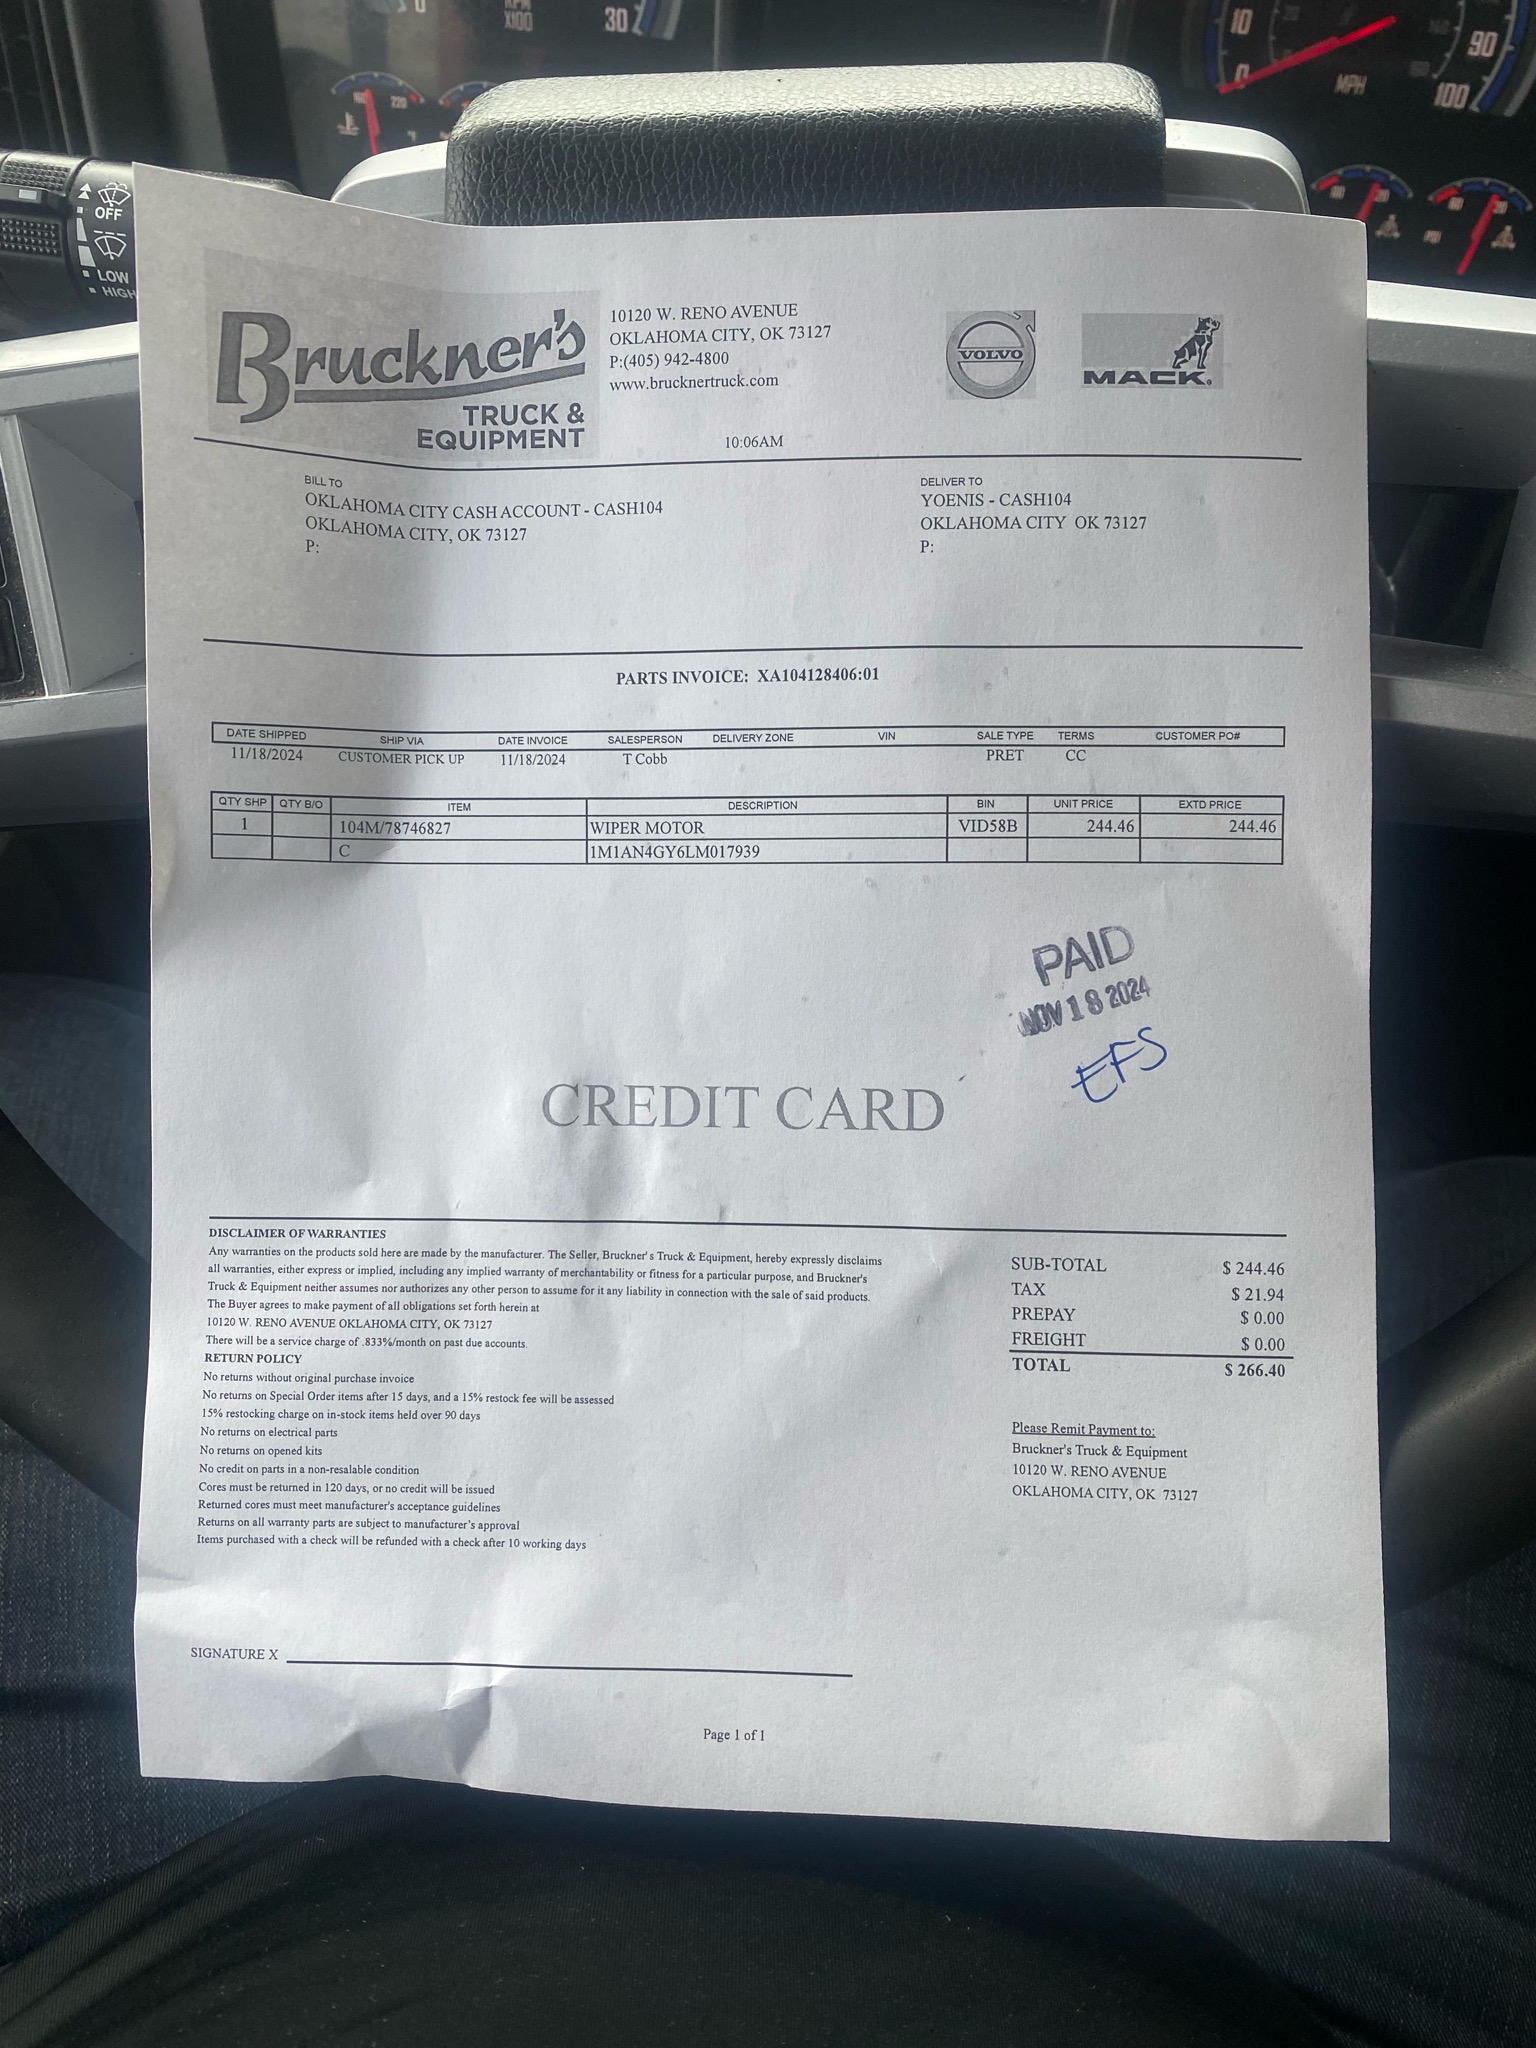 X100
30
160
220
10
0
MPH
90
100
OFF
LOW
HIGH
Bruckner's
TRUCK &
EQUIPMENT
10120 W. RENO AVENUE
OKLAHOMA CITY, OK 73127
P:(405) 942-4800
www.brucknertruck.com
10:06AM
VOLVO
MACK
BILL TO
OKLAHOMA CITY CASH ACCOUNT - CASH104
OKLAHOMA CITY, OK 73127
P:
DELIVER TO
YOENIS - CASH104
OKLAHOMA CITY OK 73127
P:
PARTS INVOICE: XA104128406:01
DATE SHIPPED SHIP VIA DATE INVOICE SALESPERSON DELIVERY ZONE VIN SALE TYPE TERMS CUSTOMER PO#
11/18/2024 CUSTOMER PICK UP 11/18/2024 T Cobb PRET CC
QTY SHP QTY B/O ITEM DESCRIPTION BIN UNIT PRICE EXTD PRICE
1 104M/78746827 WIPER MOTOR VID58B 244.46 244.46
C 1M1AN4GY6LM017939
PAID
NOV 18 2024
EFS
CREDIT CARD
DISCLAIMER OF WARRANTIES
Any warranties on the products sold here are made by the manufacturer. The Seller, Bruckner's Truck & Equipment, hereby expressly disclaims
all warranties, either express or implied, including any implied warranty of merchantability or fitness for a particular purpose, and Bruckner's
Truck & Equipment neither assumes nor authorizes any other person to assume for it any liability in connection with the sale of said products.
The Buyer agrees to make payment of all obligations set forth herein at
10120 W. RENO AVENUE OKLAHOMA CITY, OK 73127
There will be a service charge of .833%/month on past due accounts.
RETURN POLICY
No returns without original purchase invoice
No returns on Special Order items after 15 days, and a 15% restock fee will be assessed
15% restocking charge on in-stock items held over 90 days
No returns on electrical parts
No returns on opened kits
No credit on parts in a non-resalable condition
Cores must be returned in 120 days, or no credit will be issued
Returned cores must meet manufacturer's acceptance guidelines
Returns on all warranty parts are subject to manufacturer's approval
Items purchased with a check will be refunded with a check after 10 working days
SUB-TOTAL $ 244.46
TAX $ 21.94
PREPAY $ 0.00
FREIGHT $ 0.00
TOTAL $ 266.40
Please Remit Payment to:
Bruckner's Truck & Equipment
10120 W. RENO AVENUE
OKLAHOMA CITY, OK 73127
SIGNATURE X
Page 1 of 1